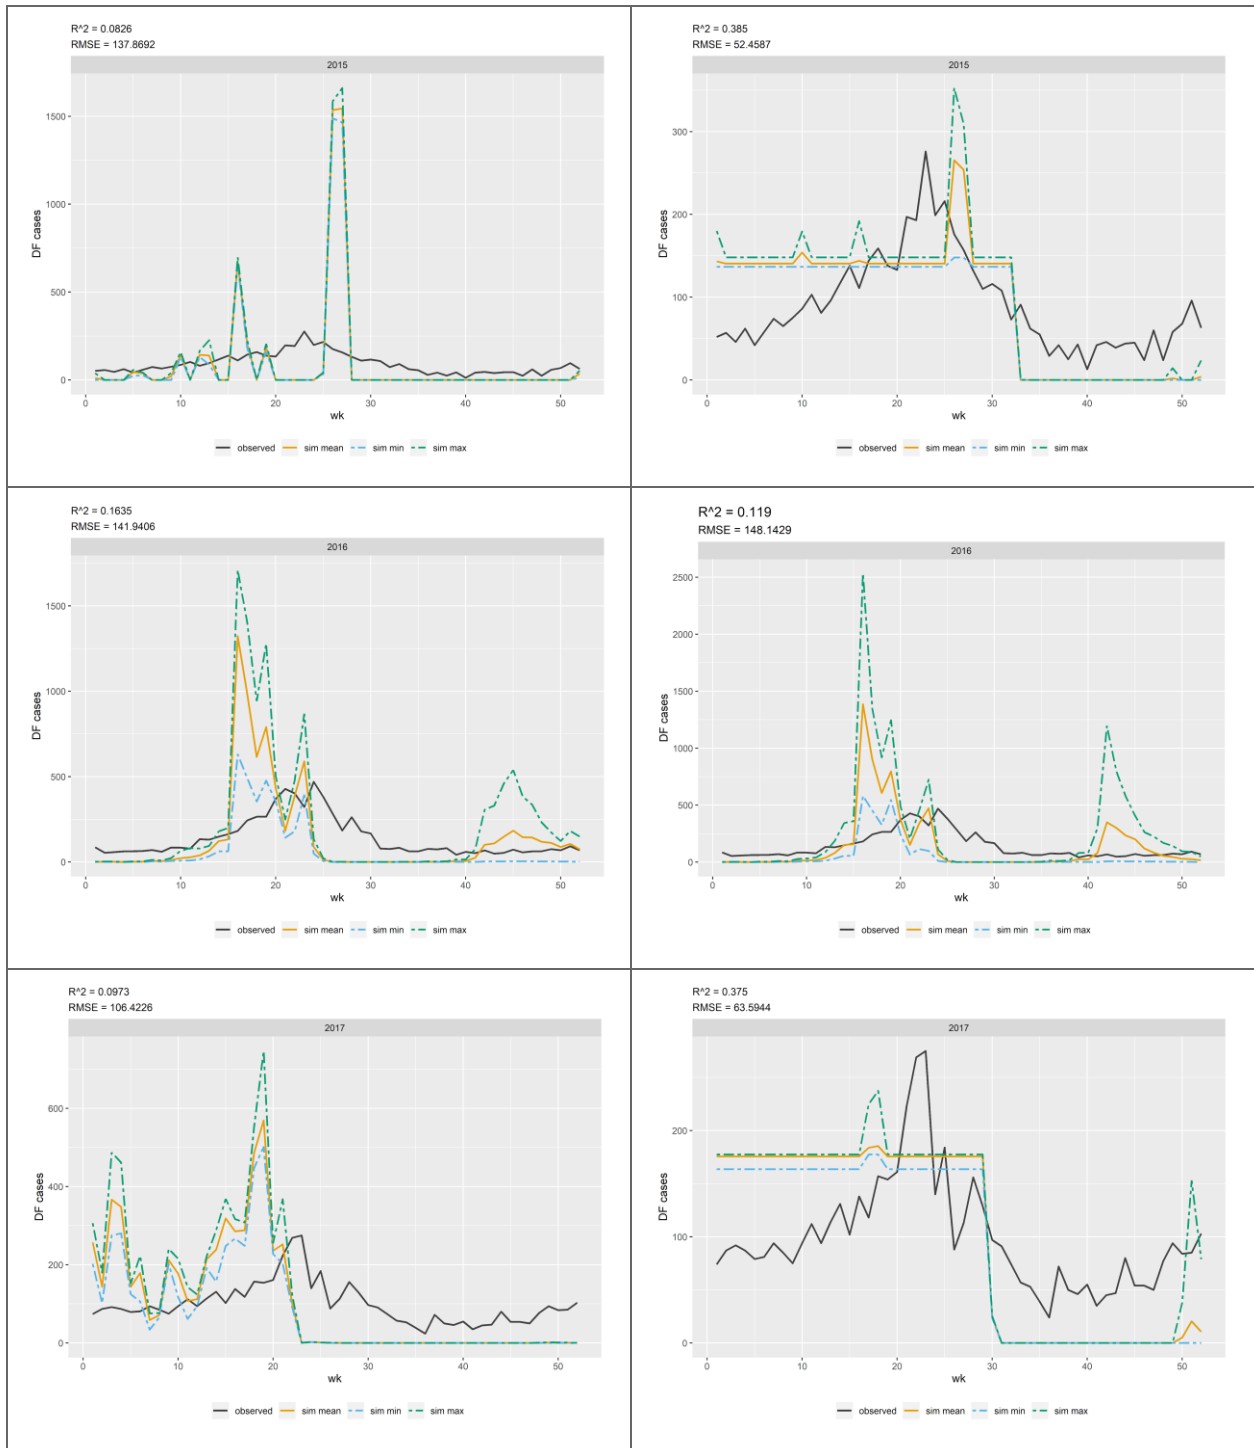 R^2 = 0.0826
RMSE = 137.8692
2015
1500
1000
500
0
DF cases
0 10 20 30 40 50
wk
observed sim mean sim min sim max
R^2 = 0.385
RMSE = 52.4587
2015
300
200
100
0
DF cases
0 10 20 30 40 50
wk
observed sim mean sim min sim max
R^2 = 0.1635
RMSE = 141.9406
2016
1500
1000
500
0
DF cases
0 10 20 30 40 50
wk
observed sim mean sim min sim max
R^2 = 0.119
RMSE = 148.1429
2016
2500
2000
1500
1000
500
0
DF cases
0 10 20 30 40 50
wk
observed sim mean sim min sim max
R^2 = 0.0973
RMSE = 106.4226
2017
600
400
200
0
DF cases
0 10 20 30 40 50
wk
observed sim mean sim min sim max
R^2 = 0.375
RMSE = 63.5944
2017
200
100
0
DF cases
0 10 20 30 40 50
wk
observed sim mean sim min sim max